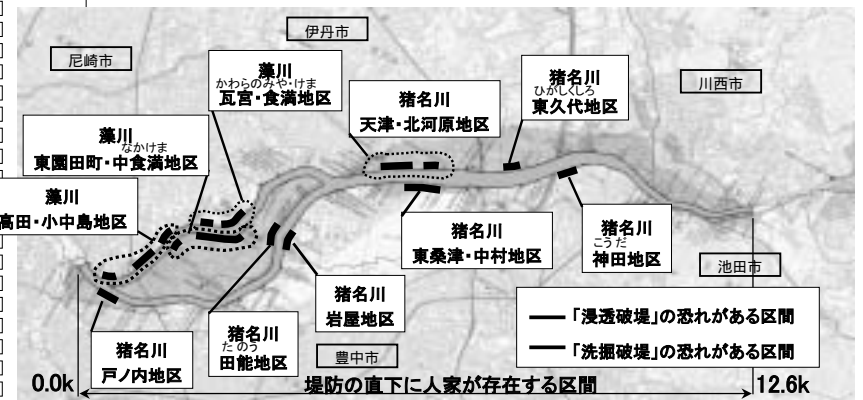 伊丹市
尼崎市
川西市
藻川
かわらのみや・けま
瓦宮・食満地区
猪名川
天津・北河原地区
猪名川
ひがしくしろ
東久代地区
藻川
なかけま
東園田町・中食満地区
藻川
高田・小中島地区
猪名川
東桑津・中村地区
猪名川
こうだ
神田地区
池田市
猪名川
岩屋地区
猪名川
たのう
田能地区
猪名川
戸ノ内地区
豊中市
「浸透破堤」の恐れがある区間
「洗掘破堤」の恐れがある区間
0.0k
堤防の直下に人家が存在する区間
12.6k